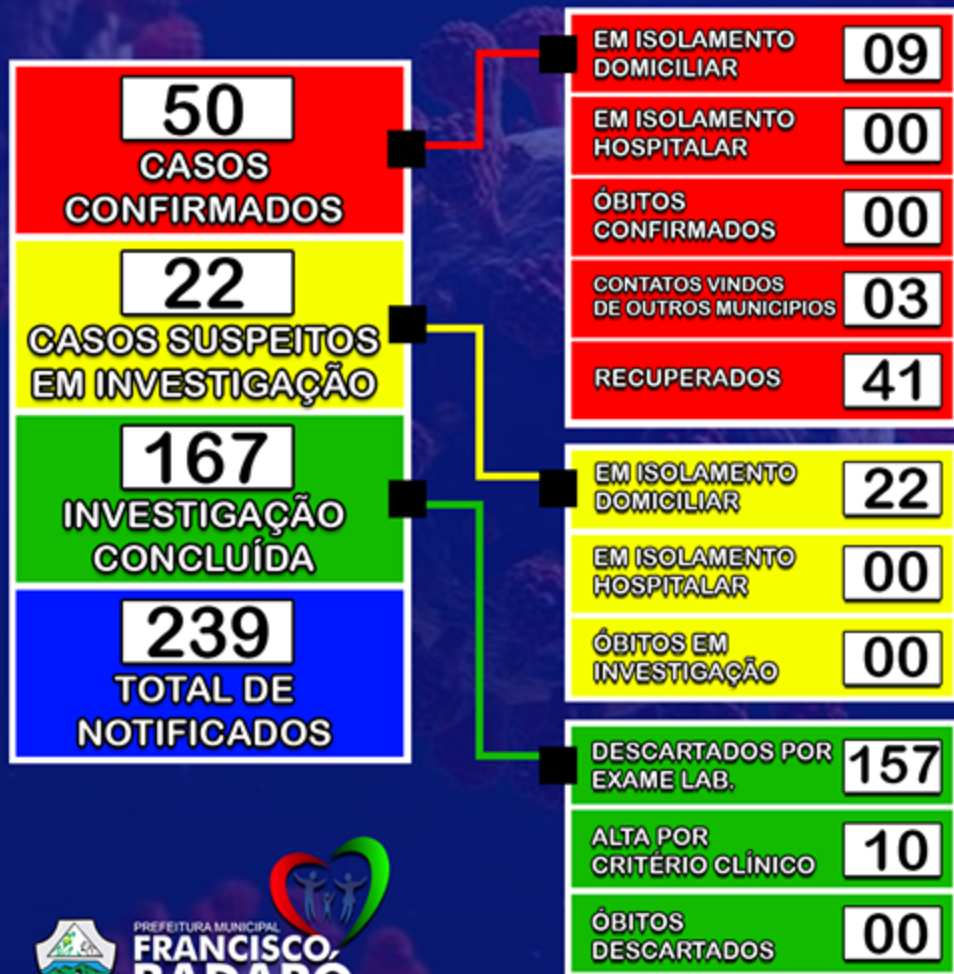 50
CASOS
CONFIRMADOS
22
CASOS SUSPEITOS
EM INVESTIGAÇÃO
167
INVESTIGAÇÃO
CONCLUÍDA
239
TOTAL DE
NOTIFICADOS
EM ISOLAMENTO
DOMICILIAR
09
EM ISOLAMENTO
HOSPITALAR
00
ÓBITOS
CONFIRMADOS
00
CONTATOS VINDOS
DE OUTROS MUNICIPIOS
03
RECUPERADOS
41
EM ISOLAMENTO
DOMICILIAR
22
EM ISOLAMENTO
HOSPITALAR
00
ÓBITOS EM
INVESTIGAÇÃO
00
DESCARTADOS POR
EXAME LAB.
157
ALTA POR
CRITÉRIO CLÍNICO
10
ÓBITOS
DESCARTADOS
00
PREFEITURA MUNICIPAL
FRANCISCO
BADARÓ